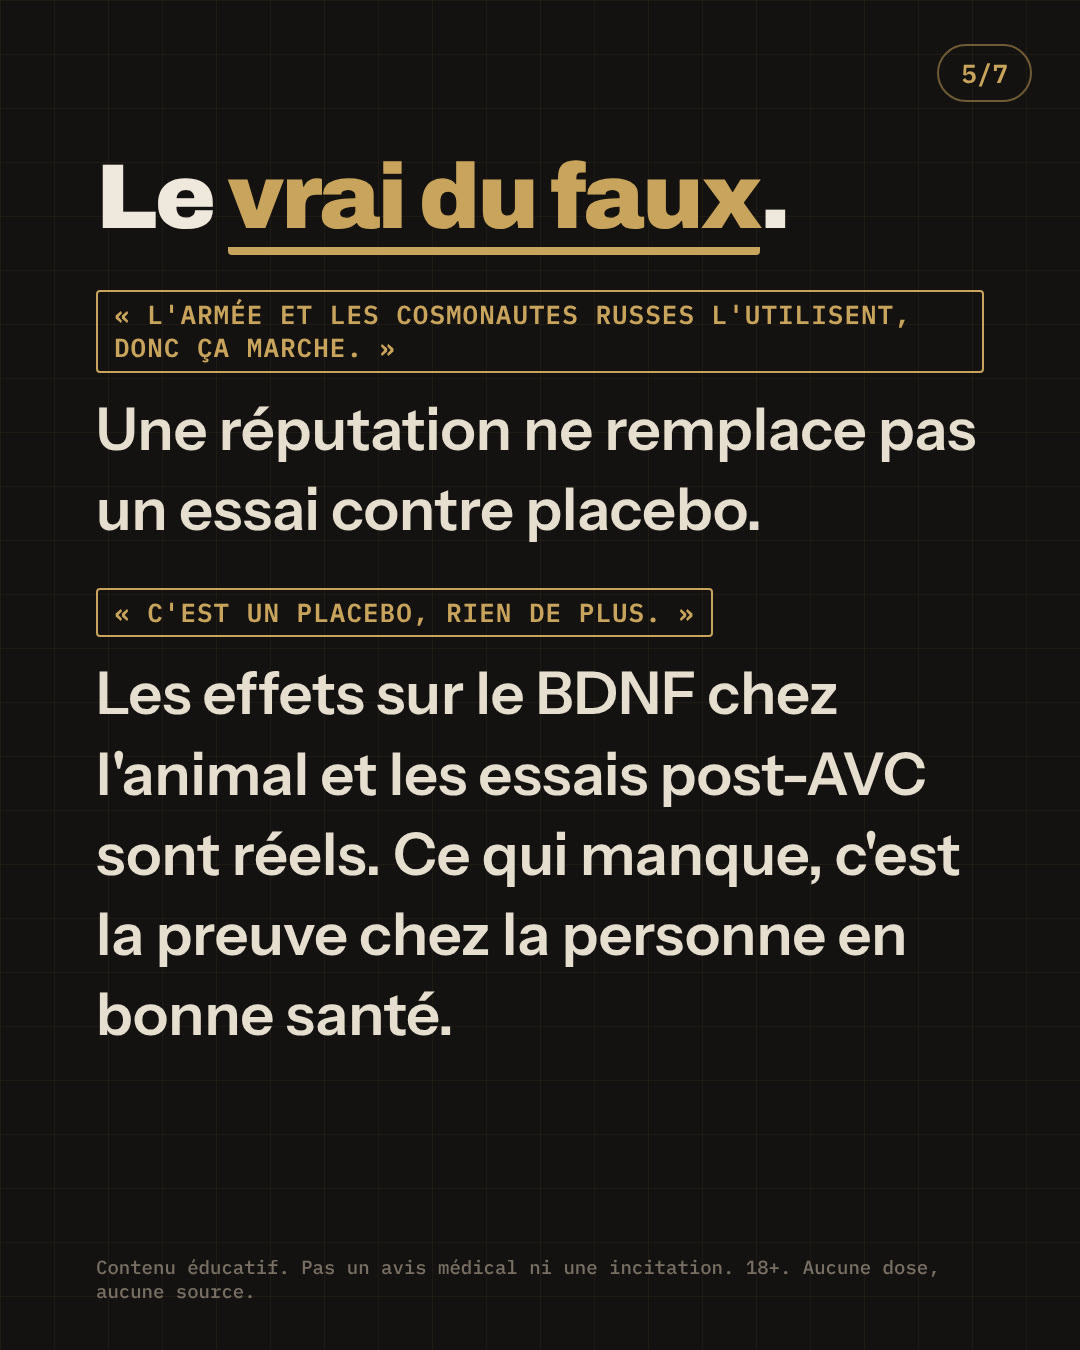 5/7
Le vrai du faux.
« L'ARMÉE ET LES COSMONAUTES RUSSES L'UTILISENT,
DONC ÇA MARCHE. »
Une réputation ne remplace pas
un essai contre placebo.
« C'EST UN PLACEBO, RIEN DE PLUS. »
Les effets sur le BDNF chez
l'animal et les essais post-AVC
sont réels. Ce qui manque, c'est
la preuve chez la personne en
bonne santé.
Contenu éducatif. Pas un avis médical ni une incitation. 18+. Aucune dose,
aucune source.